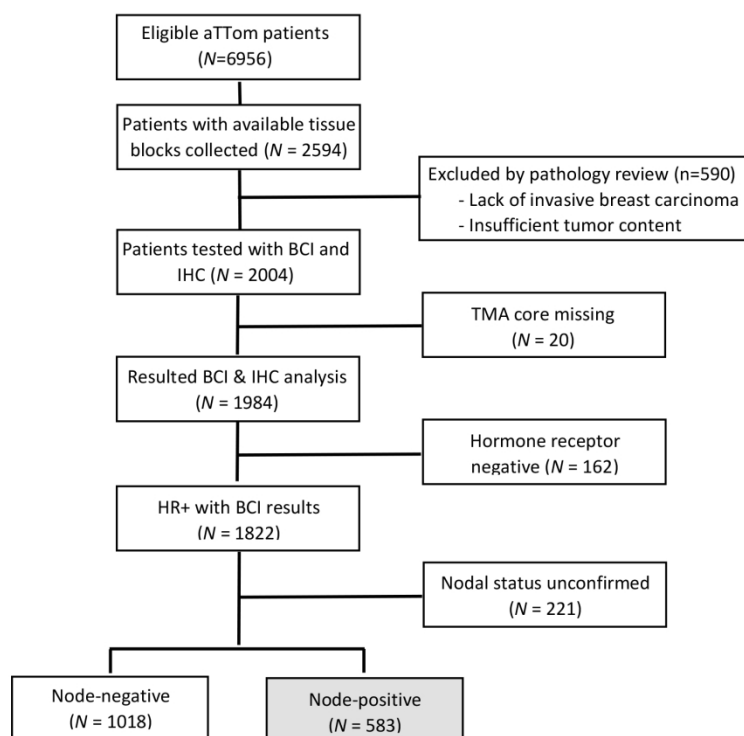 Eligible aTTom patients
(N=6956)
Patients with available tissue
blocks collected (N = 2594)
Excluded by pathology review (n=590)
- Lack of invasive breast carcinoma
- Insufficient tumor content
Patients tested with BCI and
IHC (N = 2004)
TMA core missing
(N = 20)
Resulted BCI & IHC analysis
(N = 1984)
Hormone receptor
negative (N = 162)
HR+ with BCI results
(N = 1822)
Nodal status unconfirmed
(N = 221)
Node-negative
(N = 1018)
Node-positive
(N = 583)